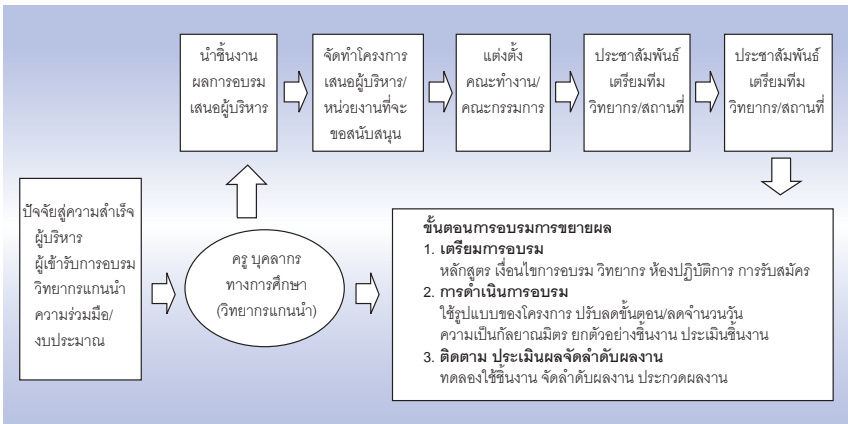 นำชิ้นงาน
ผลการอบรม
เสนอผู้บริหาร
จัดทำโครงการ
เสนอผู้บริหาร/
หน่วยงานที่จะ
ขอสนับสนุน
แต่งตั้ง
คณะทำงาน/
คณะกรรมการ
ประชาสัมพันธ์
เตรียมทีม
วิทยากร/สถานที่
ประชาสัมพันธ์
เตรียมทีม
วิทยากร/สถานที่
ปัจจัยสู่ความสำเร็จ
ผู้บริหาร
ผู้เข้ารับการอบรม
วิทยากรแกนนำ
ความร่วมมือ/
งบประมาณ
ครู บุคลากร
ทางการศึกษา
(วิทยากรแกนนำ)
ขั้นตอนการอบรมการขยายผล
1. เตรียมการอบรม
หลักสูตร เงื่อนไขการอบรม วิทยากร ห้องปฏิบัติการ การรับสมัคร
2. การดำเนินการอบรม
ใช้รูปแบบของโครงการ ปรับลดขั้นตอน/ลดจำนวนวัน
ความเป็นกัลยาณมิตร ยกตัวอย่างชิ้นงาน ประเมินชิ้นงาน
3. ติดตาม ประเมินผลจัดลำดับผลงาน
ทดลองใช้ชิ้นงาน จัดลำดับผลงาน ประกวดผลงาน